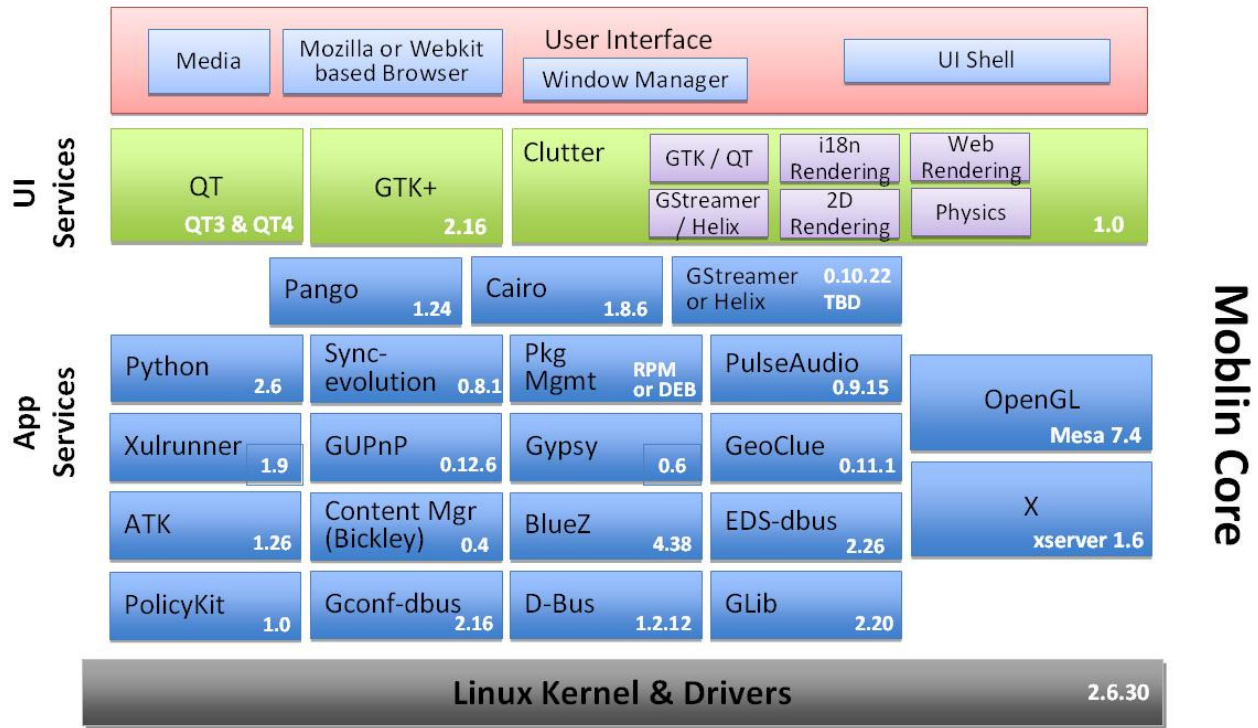 User Interface
Media
Mozilla or Webkit
based Browser
Window Manager
UI Shell
UI
Services
QT
QT3 & QT4
GTK+
2.16
Clutter
GTK / QT
i18n
Rendering
Web
Rendering
GStreamer
/ Helix
2D
Rendering
Physics
1.0
Pango
1.24
Cairo
1.8.6
GStreamer
or Helix
0.10.22
TBD
App
Services
Python
2.6
Sync-
evolution
0.8.1
Pkg
Mgmt
RPM
or DEB
PulseAudio
0.9.15
OpenGL
Mesa 7.4
Xulrunner
1.9
GUPnP
0.12.6
Gypsy
0.6
GeoClue
0.11.1
X
xserver 1.6
ATK
1.26
Content Mgr
(Bickley)
0.4
BlueZ
4.38
EDS-dbus
2.26
PolicyKit
1.0
Gconf-dbus
2.16
D-Bus
1.2.12
GLib
2.20
Linux Kernel & Drivers
2.6.30
Moblin Core